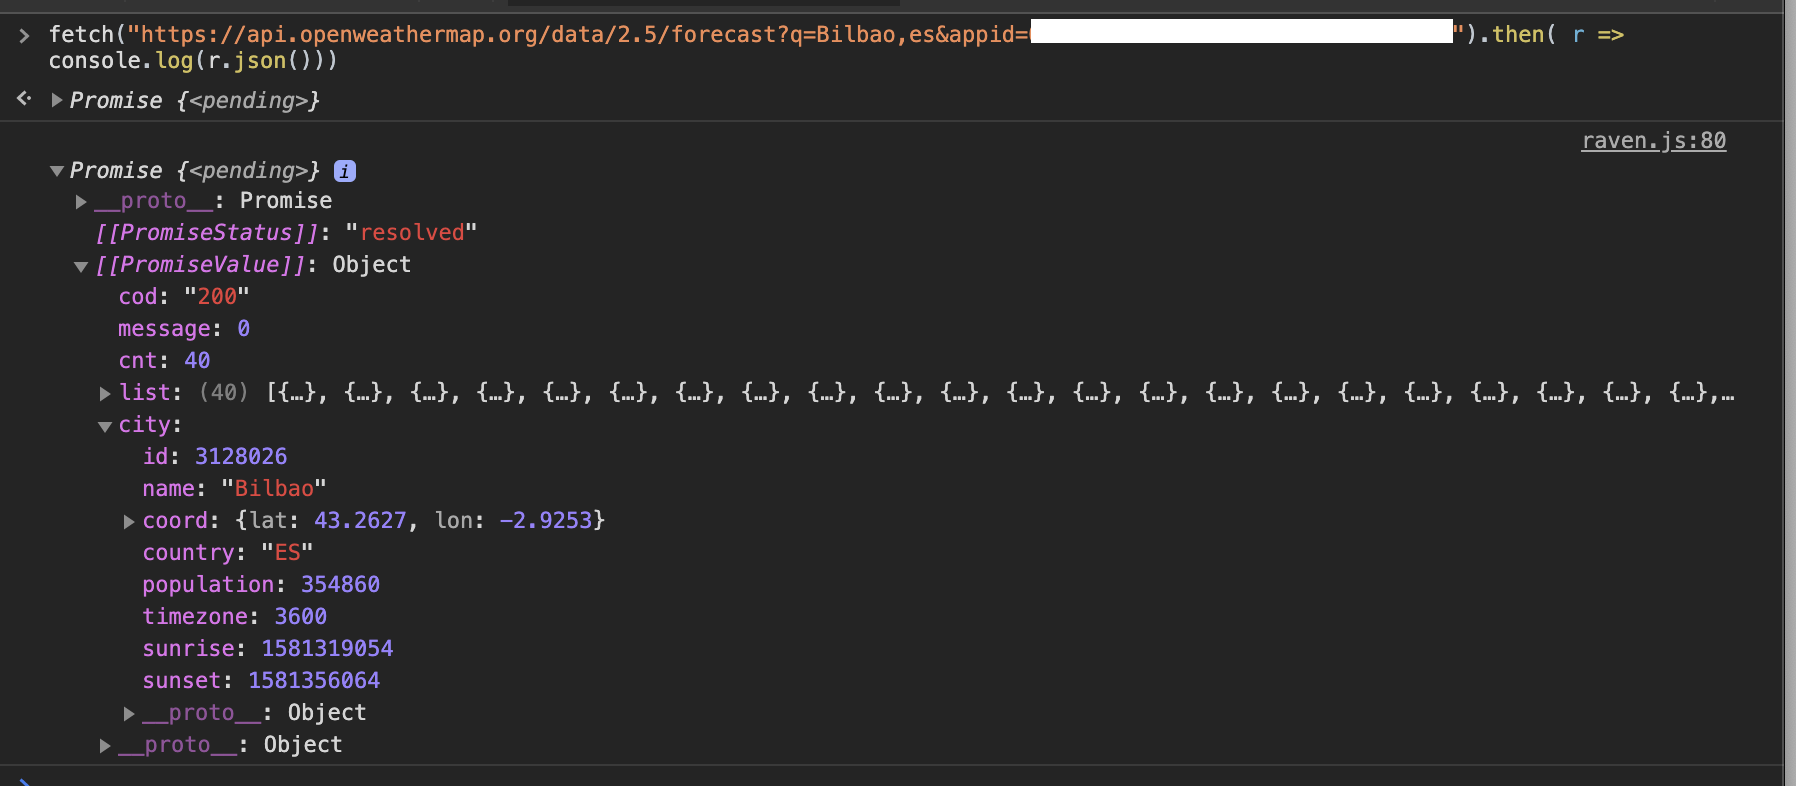 fetch("https://api.openweathermap.org/data/2.5/forecast?q=Bilbao,es&appid=").then( r =>
console.log(r.json()))
Promise {<pending>}
raven.js:80
Promise {<pending>} i
__proto__: Promise
[[PromiseStatus]]: "resolved"
[[PromiseValue]]: Object
cod: "200"
message: 0
cnt: 40
list: (40) [{…}, {…}, {…}, {…}, {…}, {…}, {…}, {…}, {…}, {…}, {…}, {…}, {…}, {…}, {…}, {…}, {…}, {…}, {…}, {…}, {…}, {…},…
city:
id: 3128026
name: "Bilbao"
coord: {lat: 43.2627, lon: -2.9253}
country: "ES"
population: 354860
timezone: 3600
sunrise: 1581319054
sunset: 1581356064
__proto__: Object
__proto__: Object